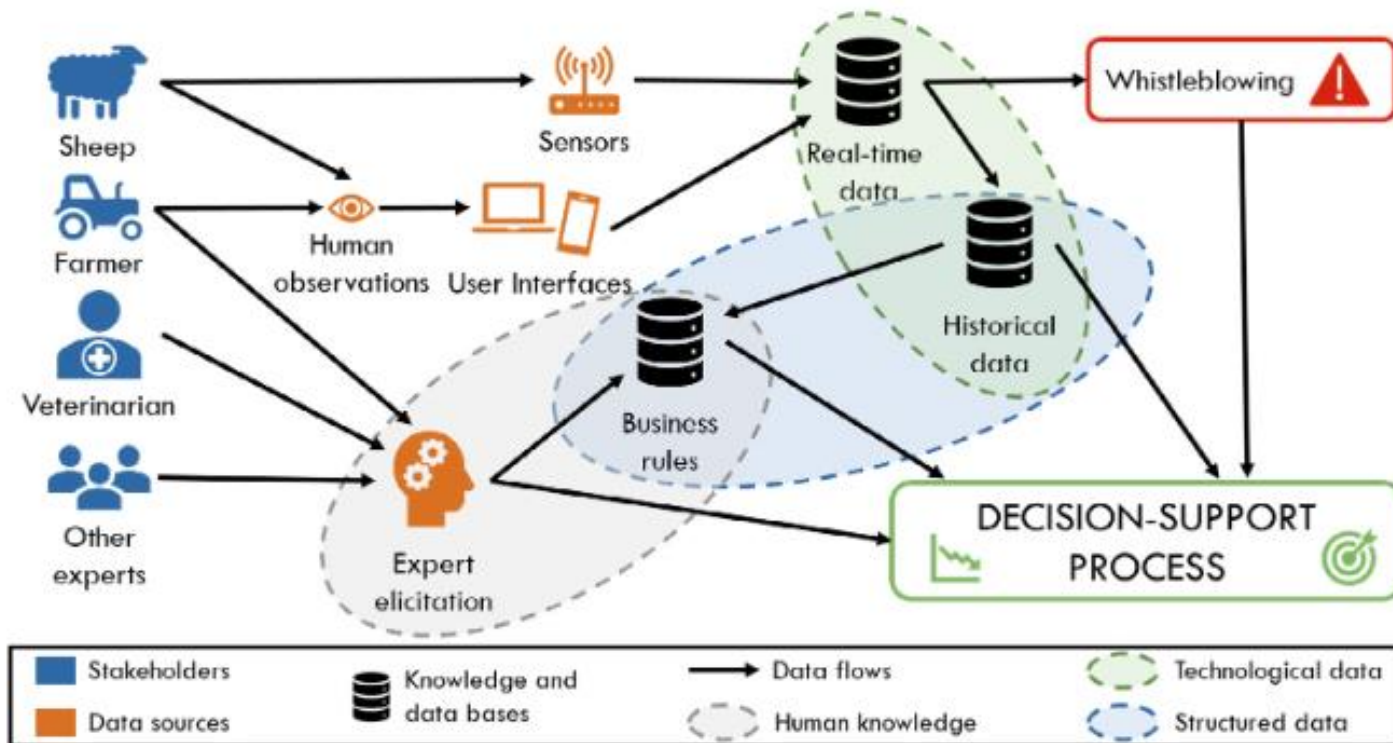 Sheep
Sensors
Whistleblowing
Real-time
data
Farmer
Human
observations
User Interfaces
Historical
data
Veterinarian
Business
rules
Other
experts
Expert
elicitation
DECISION-SUPPORT
PROCESS
Stakeholders
Data sources
Knowledge and
data bases
Data flows
Human knowledge
Technological data
Structured data